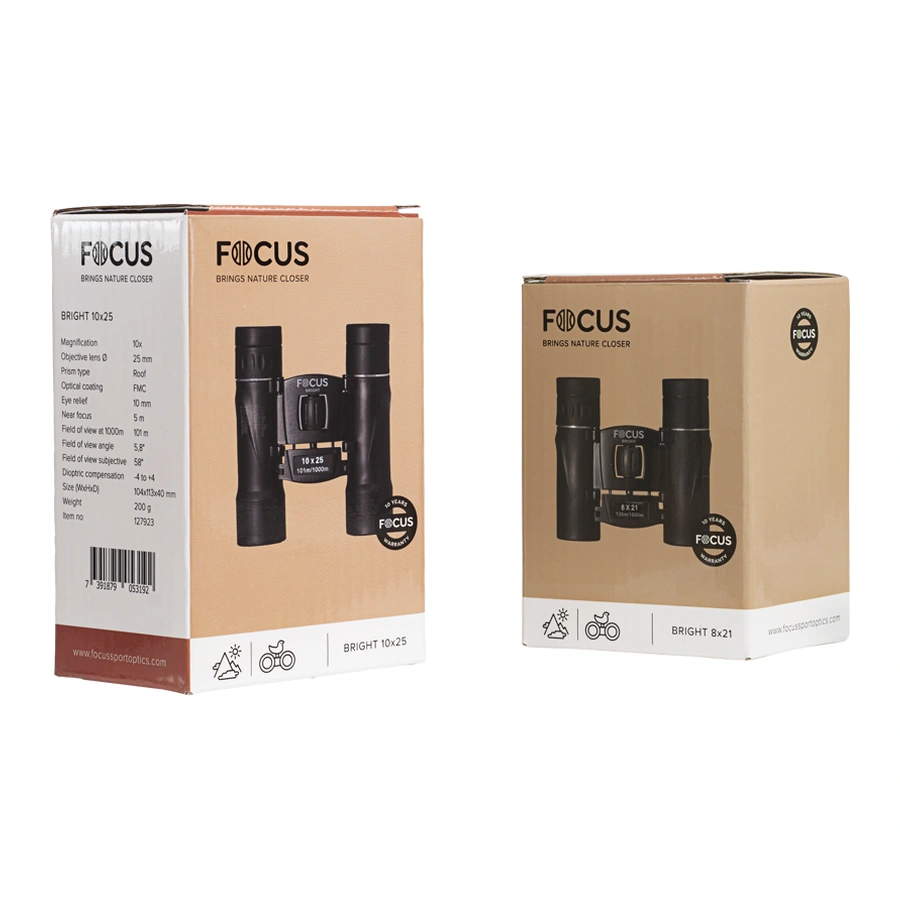 FOCUS
BRINGS NATURE CLOSER
BRIGHT 10x25
Magnification 10x
Objective lens Ø 25 mm
Prism type Roof
Optical coating FMC
Eye relief 10 mm
Near focus 5 m
Field of view at 1000m 101 m
Field of view angle 5,8°
Field of view subjective 58°
Dioptric compensation -4 to +4
Size (WxHxD) 104x113x40 mm
Weight 200 g
Item no 127923
7 391879 053192
www.focussportoptics.com
FOCUS
BRINGS NATURE CLOSER
FOCUS
BRIGHT
10 x 25
101m/1000m
10 YEARS
FOCUS
WARRANTY
BRIGHT 10x25
FOCUS
BRINGS NATURE CLOSER
FOCUS
BRIGHT
8 X 21
126m/1000m
10 YEARS
FOCUS
WARRANTY
BRIGHT 8x21
10 YEARS
FOCUS
WARRANTY
www.focussportoptics.com